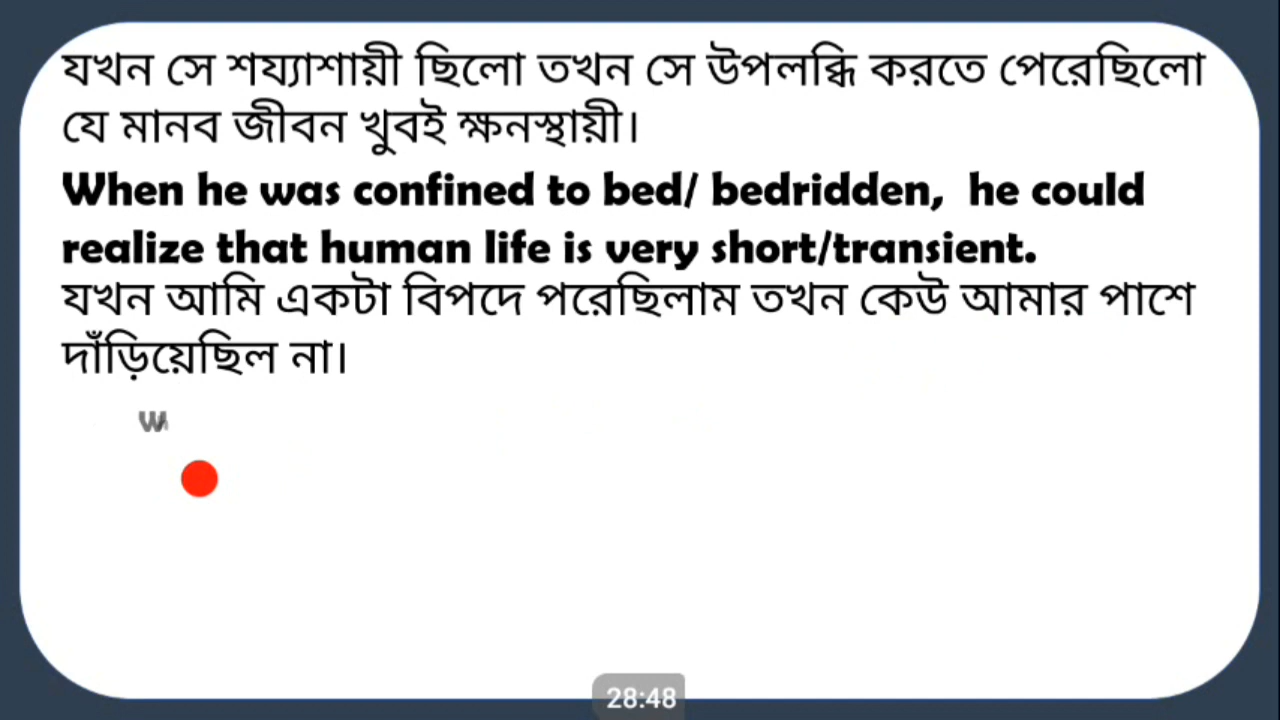 যখন সে শয্যাশায়ী ছিলো তখন সে উপলব্ধি করতে পেরেছিলো
যে মানব জীবন খুবই ক্ষনস্থায়ী।
When he was confined to bed/ bedridden, he could
realize that human life is very short/transient.
যখন আমি একটা বিপদে পরেছিলাম তখন কেউ আমার পাশে
দাঁড়িয়েছিল না।
28:48